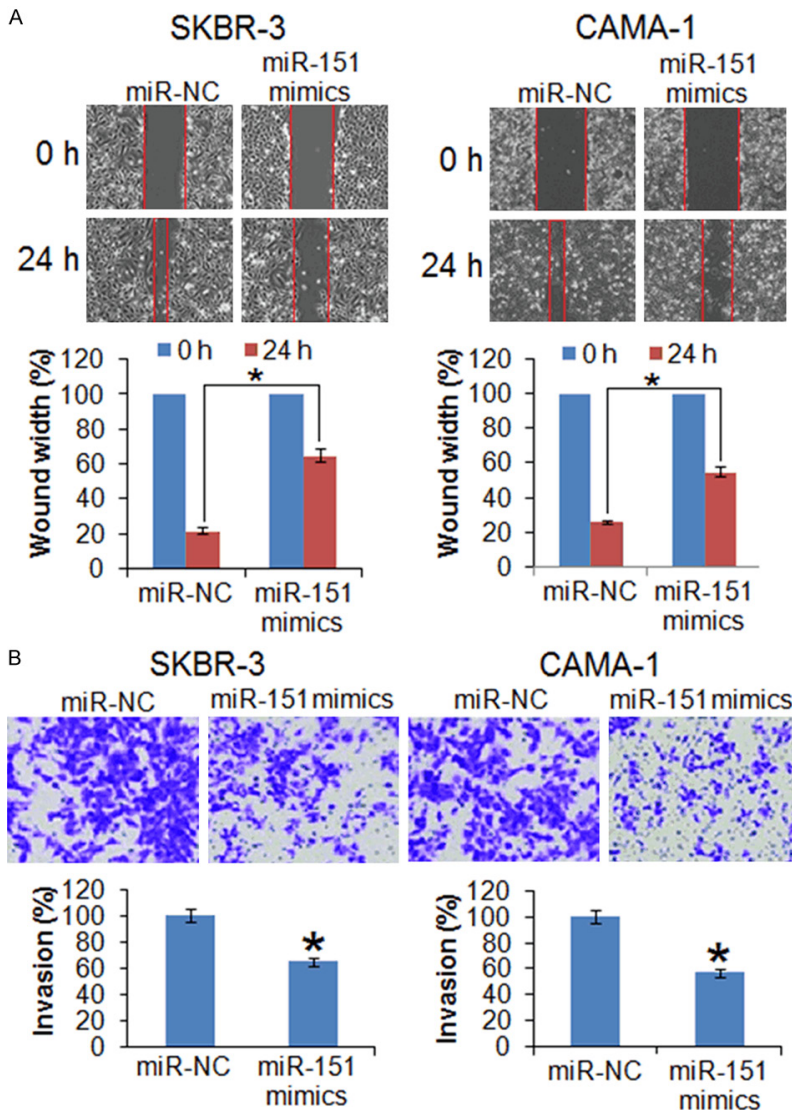 A
SKBR-3
miR-NC
miR-151
mimics
0 h
24 h
Wound width (%)
120
100
80
60
40
20
0
0 h
24 h
*
miR-NC
miR-151
mimics
CAMA-1
miR-NC
miR-151
mimics
0 h
24 h
Wound width (%)
120
100
80
60
40
20
0
0 h
24 h
*
miR-NC
miR-151
mimics
B
SKBR-3
miR-NC
miR-151 mimics
CAMA-1
miR-NC
miR-151 mimics
Invasion (%)
120
100
80
60
40
20
0
*
miR-NC
miR-151
mimics
Invasion (%)
120
100
80
60
40
20
0
*
miR-NC
miR-151
mimics